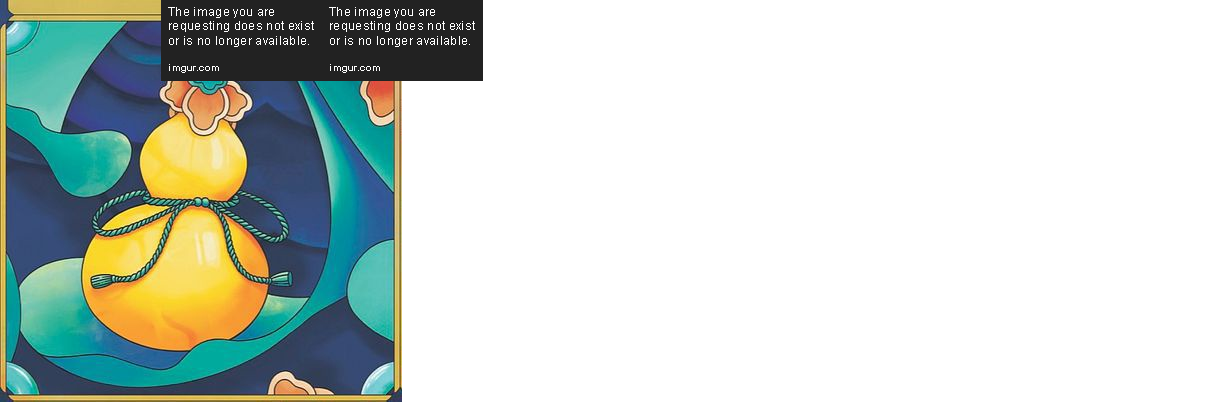 The image you are
requesting does not exist
or is no longer available.
imgur.com
The image you are
requesting does not exist
or is no longer available.
imgur.com